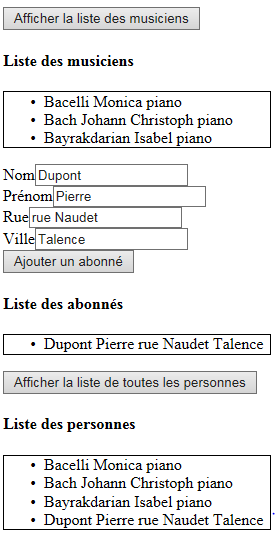 Afficher la liste des musiciens
Liste des musiciens
• Bacelli Monica piano
• Bach Johann Christoph piano
• Bayrakdarian Isabel piano
Nom Dupont
Prénom Pierre
Rue rue Naudet
Ville Talence
Ajouter un abonné
Liste des abonnés
• Dupont Pierre rue Naudet Talence
Afficher la liste de toutes les personnes
Liste des personnes
• Bacelli Monica piano
• Bach Johann Christoph piano
• Bayrakdarian Isabel piano
• Dupont Pierre rue Naudet Talence .